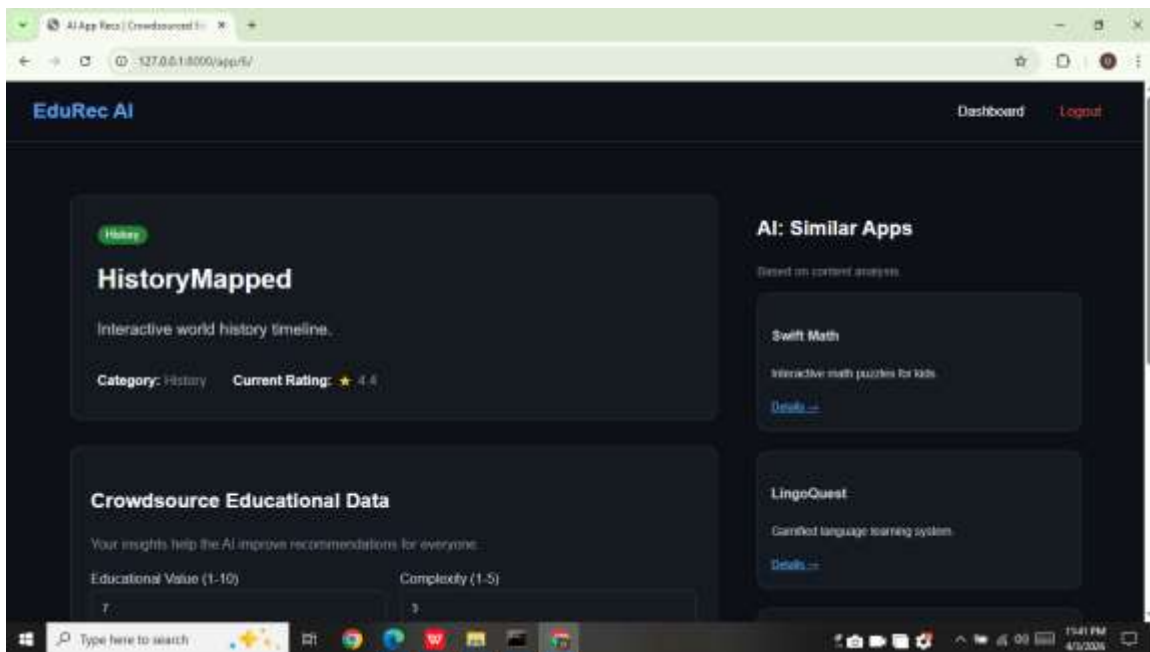 AI App Recs | Crowdsourced
127.0.0.1:8000/app/6/
EduRec AI
Dashboard
Logout
History
HistoryMapped
Interactive world history timeline.
Category: History Current Rating: ★ 4.4
Crowdsource Educational Data
Your insights help the AI improve recommendations for everyone.
Educational Value (1-10)
Complexity (1-5)
7
3
AI: Similar Apps
Based on content analysis.
Swift Math
Interactive math puzzles for kids.
Details →
LingoQuest
Gamified language learning system.
Details →
Type here to search
11:41 PM